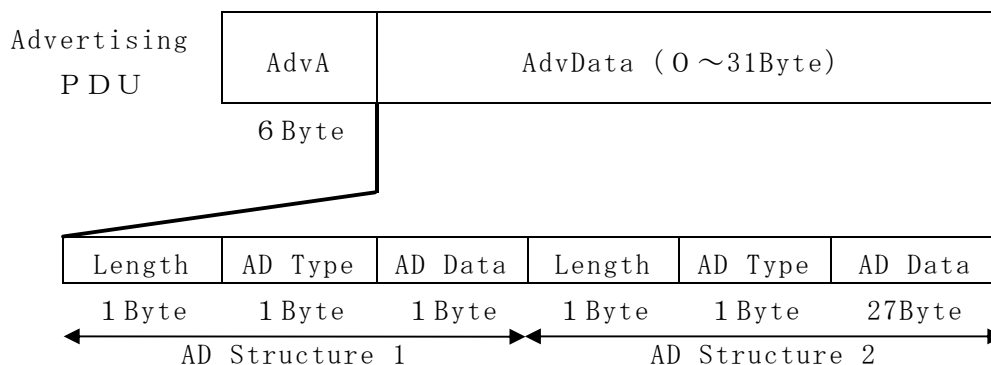 Advertising
ＰＤＵ
AdvA
AdvData (０～31Byte)
６Byte
Length AD Type AD Data Length AD Type AD Data
１Byte １Byte １Byte １Byte １Byte 27Byte
AD Structure 1 AD Structure 2